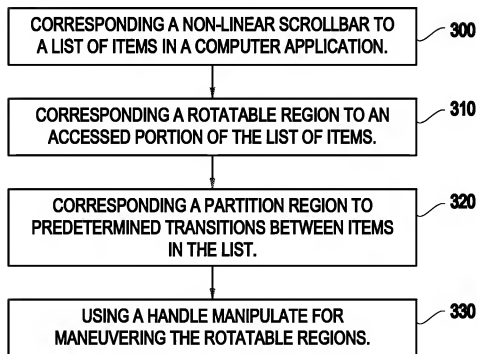 CORRESPONDING A NON-LINEAR SCROLLBAR TO
A LIST OF ITEMS IN A COMPUTER APPLICATION.
300
CORRESPONDING A ROTATABLE REGION TO AN
ACCESSED PORTION OF THE LIST OF ITEMS.
310
CORRESPONDING A PARTITION REGION TO
PREDETERMINED TRANSITIONS BETWEEN ITEMS
IN THE LIST.
320
USING A HANDLE MANIPULATE FOR
MANEUVERING THE ROTATABLE REGIONS.
330